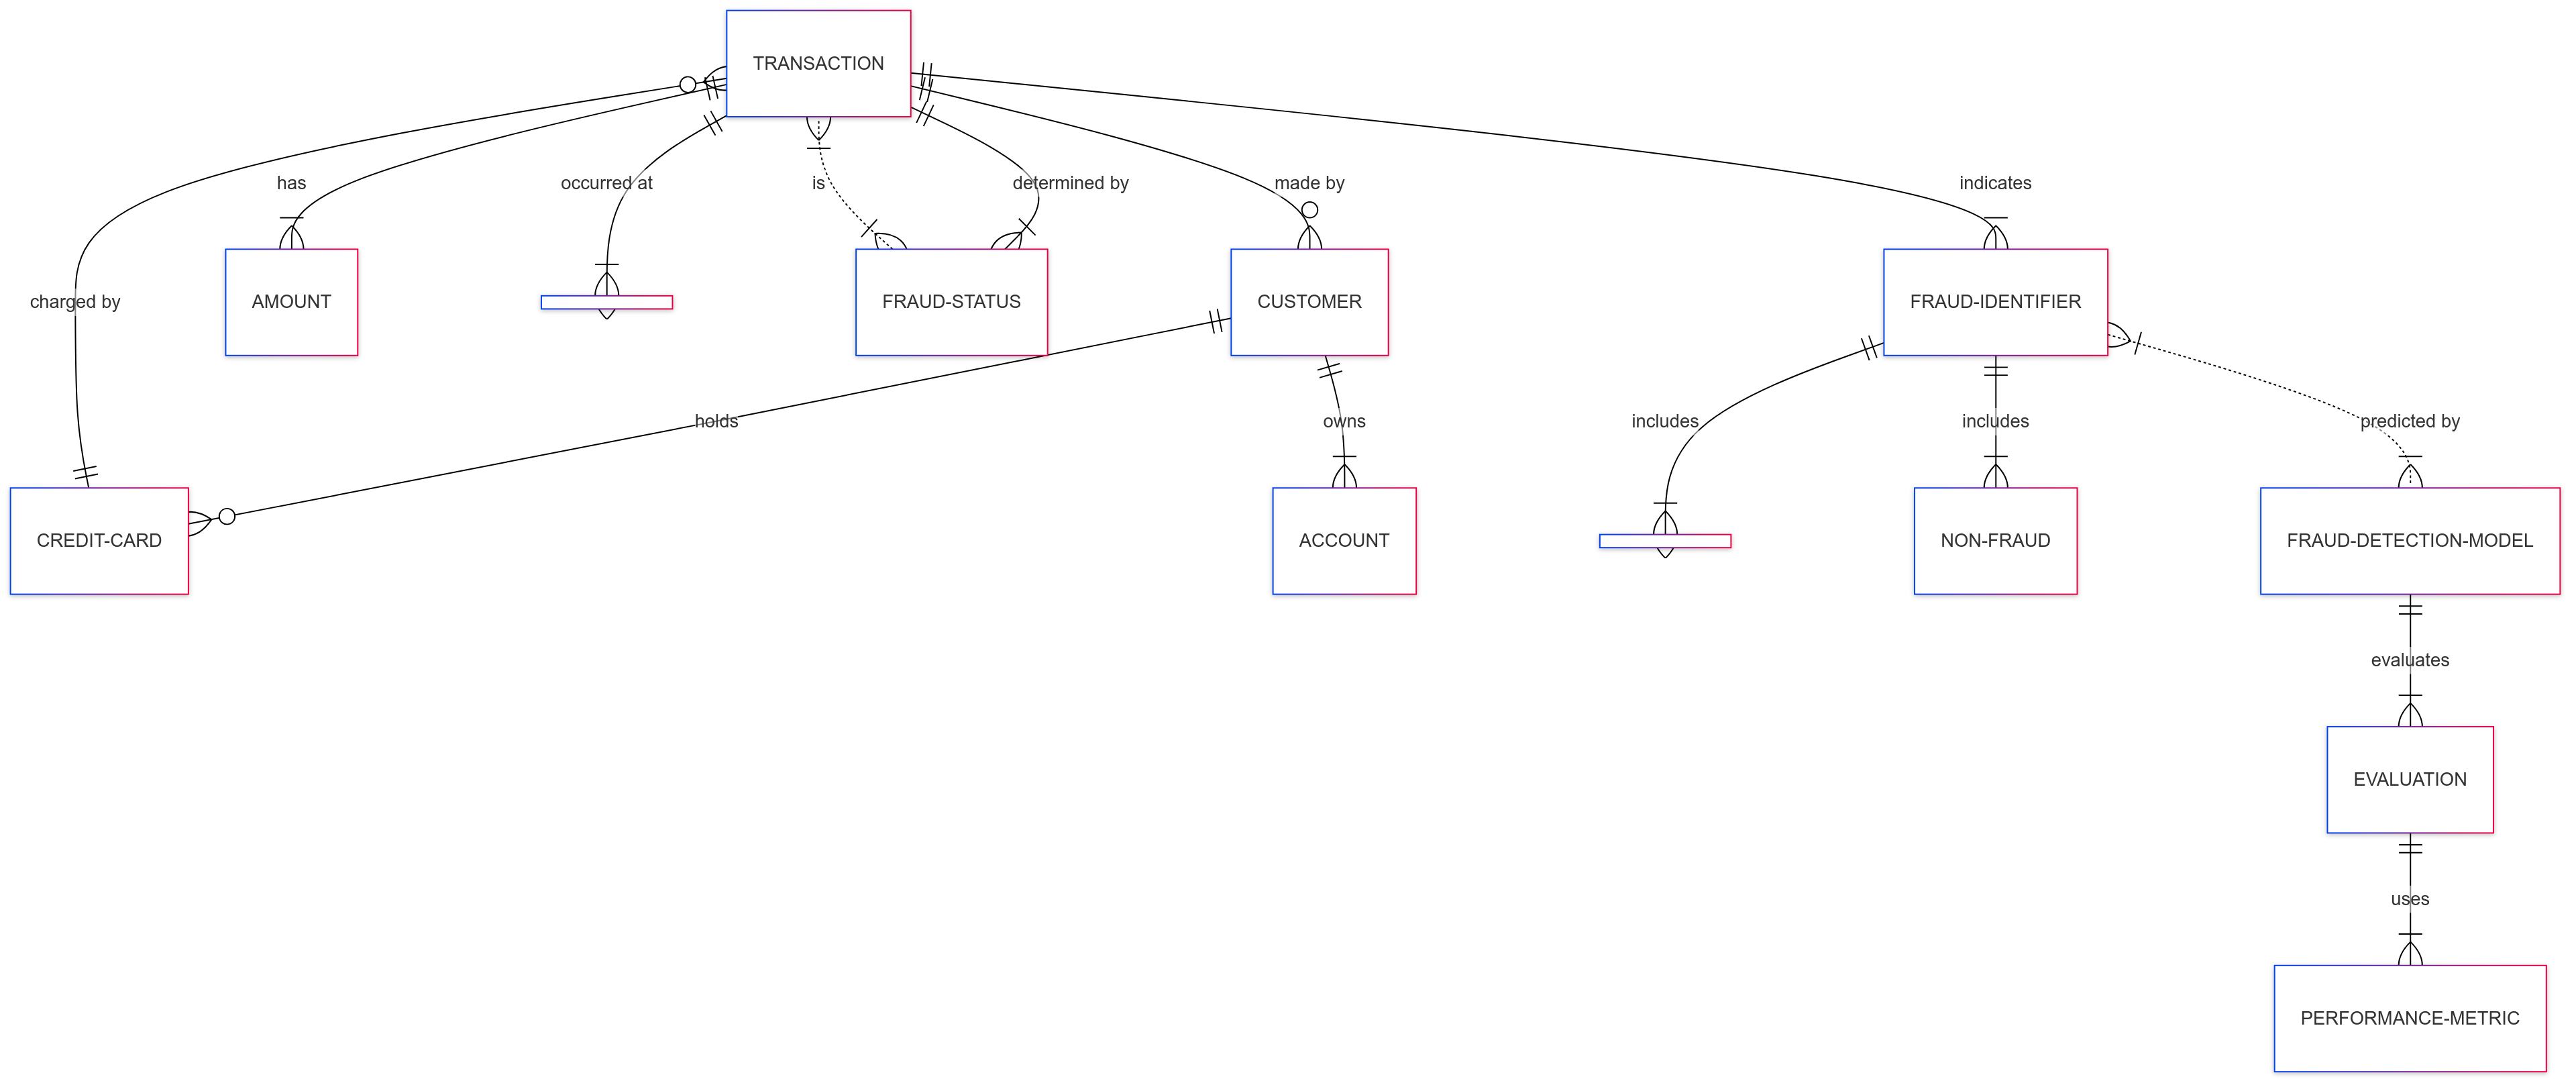 TRANSACTION
has
occurred at
is
determined by
made by
indicates
charged by
AMOUNT
FRAUD-STATUS
CUSTOMER
FRAUD-IDENTIFIER
holds
owns
includes
includes
predicted by
CREDIT-CARD
ACCOUNT
NON-FRAUD
FRAUD-DETECTION-MODEL
evaluates
EVALUATION
uses
PERFORMANCE-METRIC